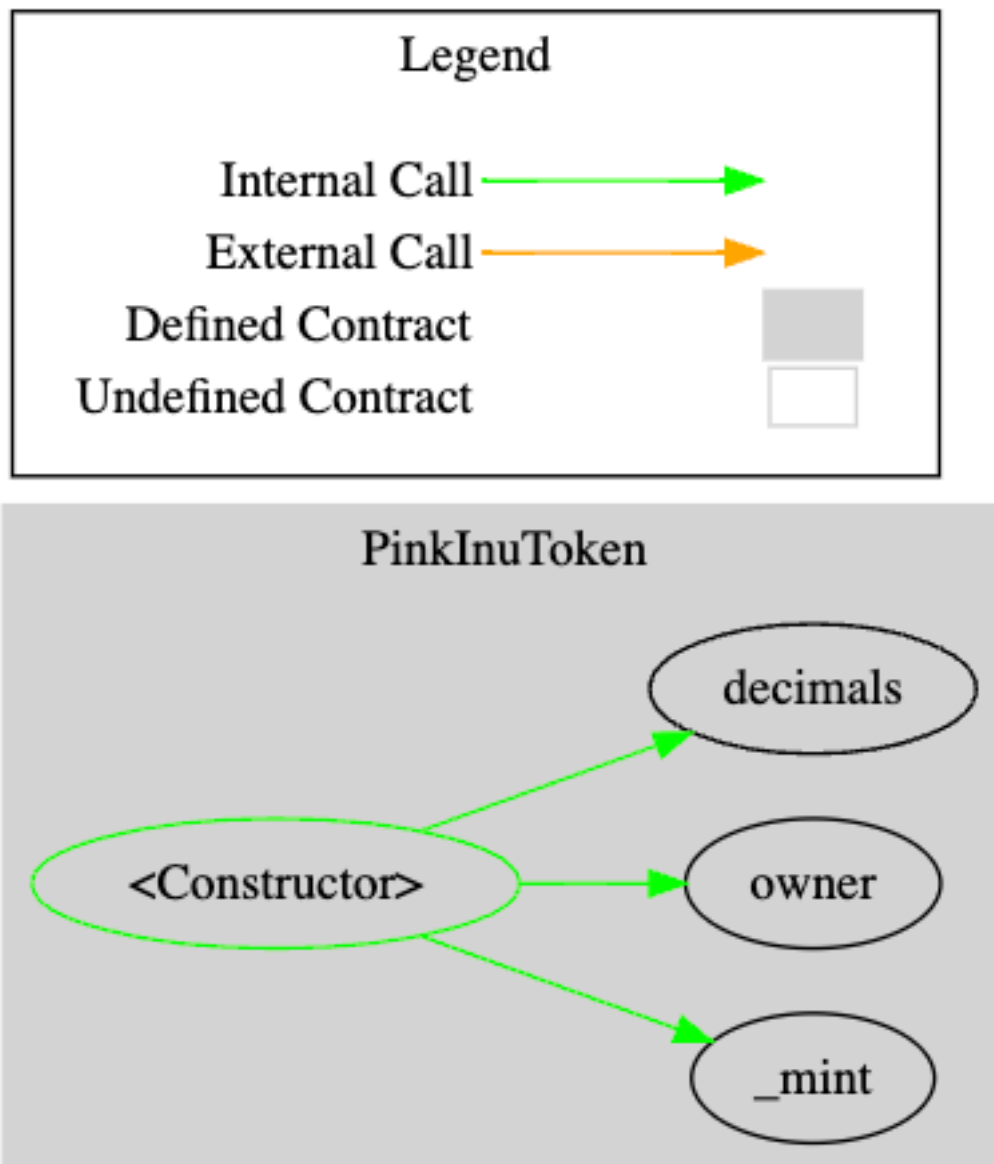 Legend
Internal Call
External Call
Defined Contract
Undefined Contract
PinkInuToken
decimals
<Constructor>
owner
_mint